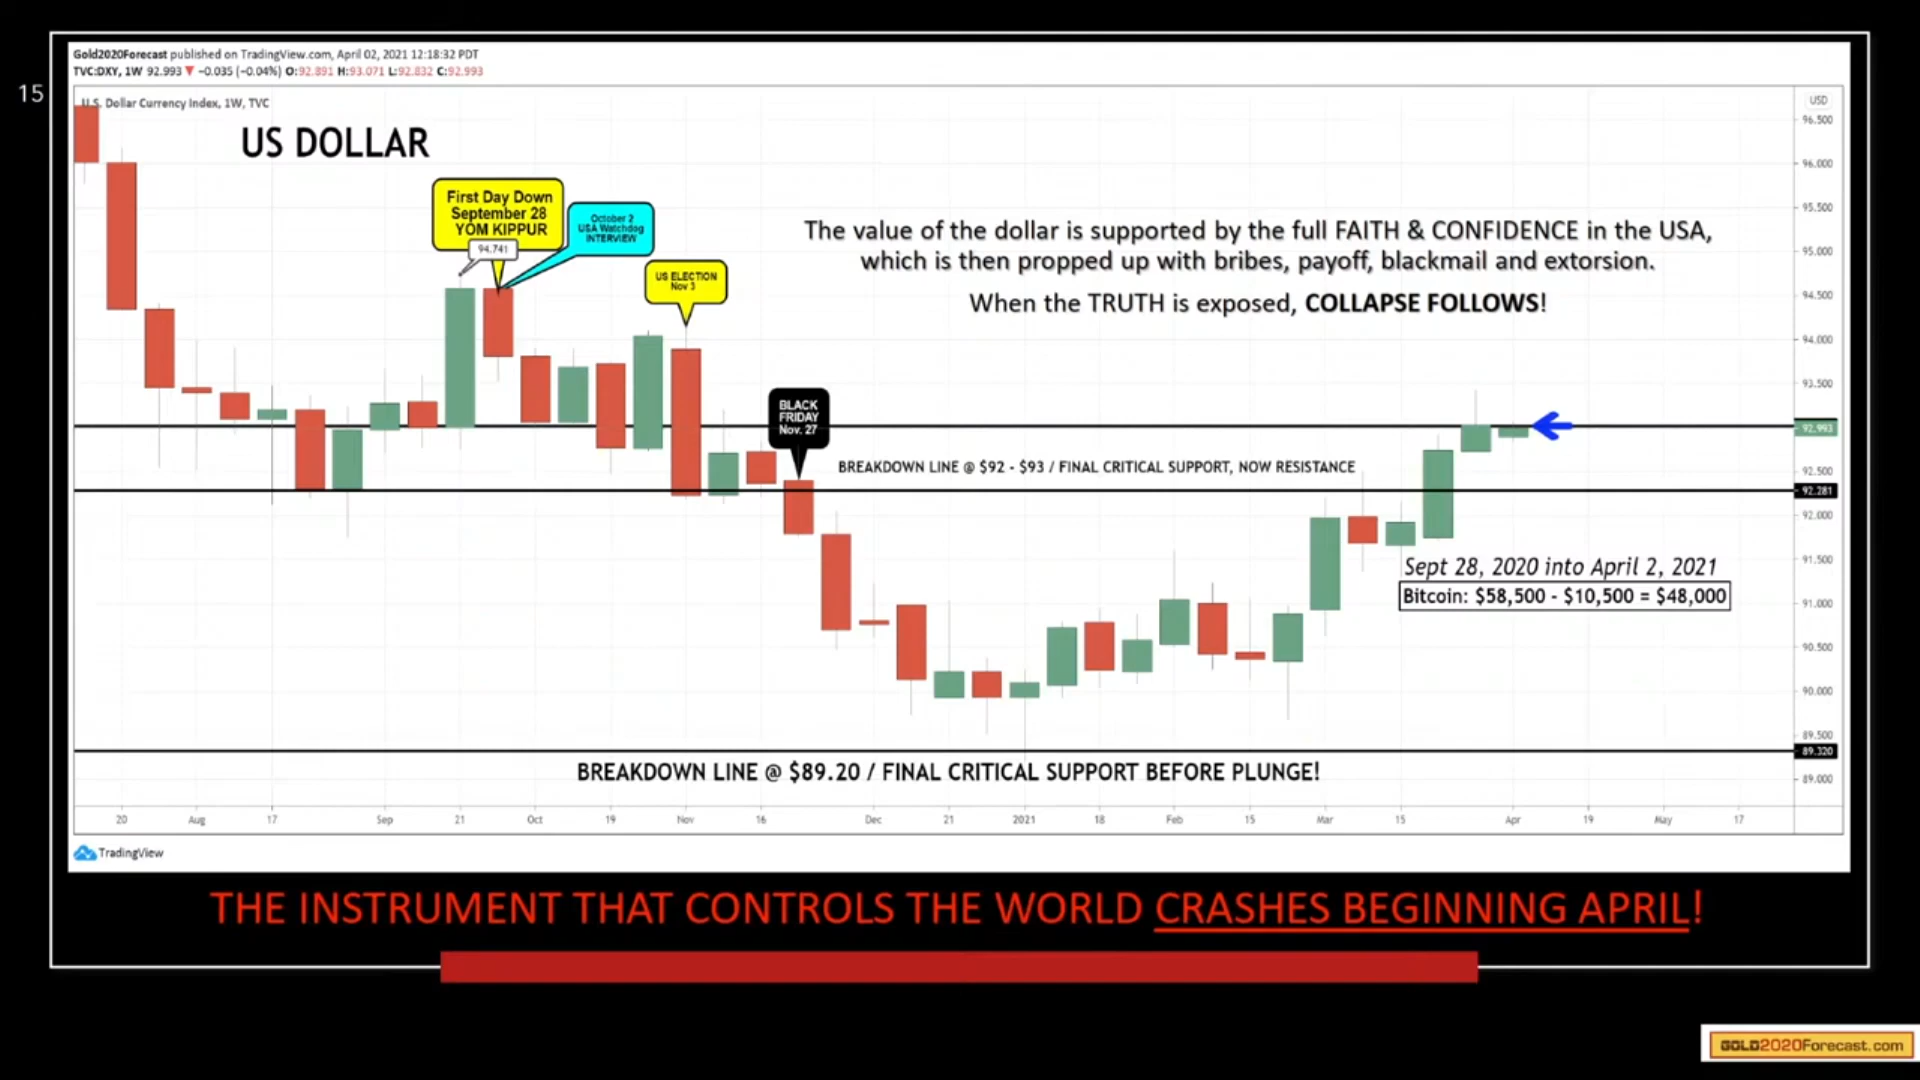 15
Gold2020Forecast published on TradingView.com, April 02, 2021 12:18:32 PDT
TVC:DXY, 1W 92.993 ▼ −0.035 (−0.04%) O:92.891 H:93.071 L:92.832 C:92.993
U.S. Dollar Currency Index, 1W, TVC
USD
US DOLLAR
First Day Down
September 28
YOM KIPPUR
94.741
October 2
USA Watchdog
INTERVIEW
US ELECTION
Nov 3
The value of the dollar is supported by the full FAITH & CONFIDENCE in the USA,
which is then propped up with bribes, payoff, blackmail and extorsion.
When the TRUTH is exposed, COLLAPSE FOLLOWS!
BLACK
FRIDAY
Nov. 27
BREAKDOWN LINE @ $92 - $93 / FINAL CRITICAL SUPPORT, NOW RESISTANCE
Sept 28, 2020 into April 2, 2021
Bitcoin: $58,500 - $10,500 = $48,000
BREAKDOWN LINE @ $89.20 / FINAL CRITICAL SUPPORT BEFORE PLUNGE!
96.500
96.000
95.500
95.000
94.500
94.000
93.500
92.993
92.500
92.281
92.000
91.500
91.000
90.500
90.000
89.500
89.320
89.000
20 Aug 17 Sep 21 Oct 19 Nov 16 Dec 21 2021 18 Feb 15 Mar 15 Apr 19 May 17
TradingView
THE INSTRUMENT THAT CONTROLS THE WORLD CRASHES BEGINNING APRIL!
GOLD2020Forecast.com